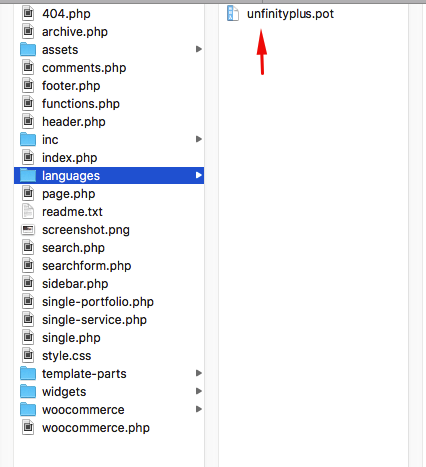 404.php
archive.php
assets
comments.php
footer.php
functions.php
header.php
inc
index.php
languages
page.php
readme.txt
screenshot.png
search.php
searchform.php
sidebar.php
single-portfolio.php
single-service.php
single.php
style.css
template-parts
widgets
woocommerce
woocommerce.php
unfinityplus.pot